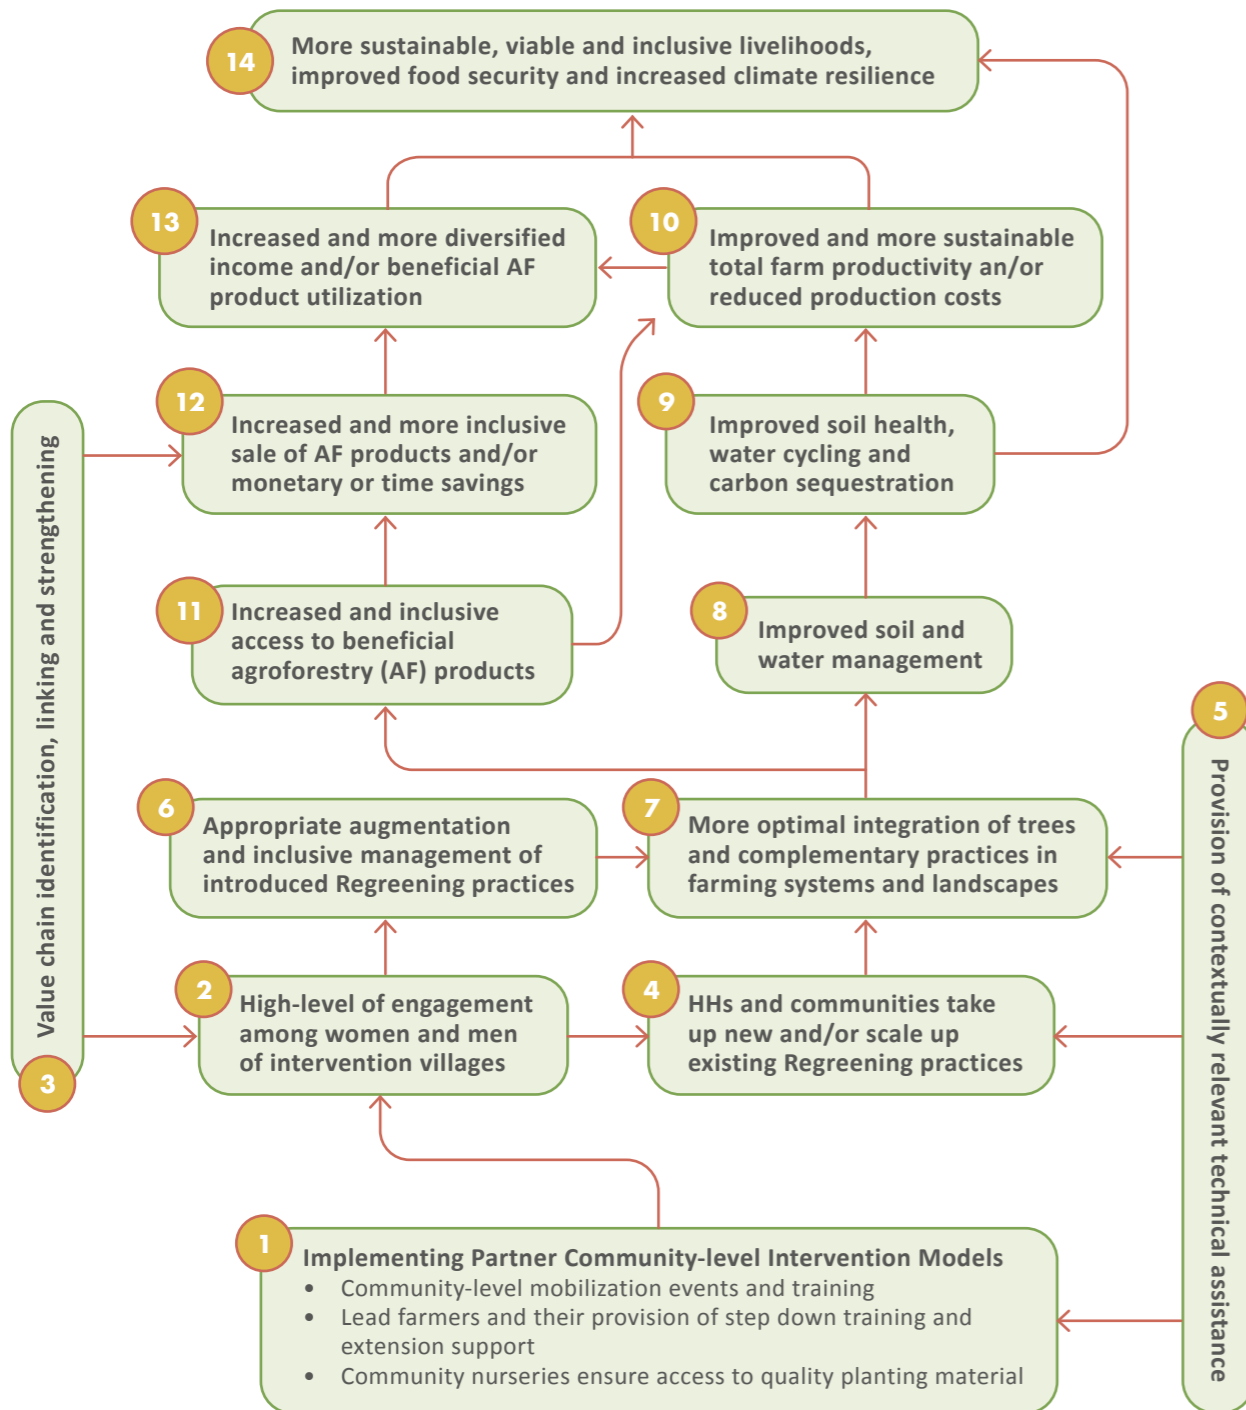 14
More sustainable, viable and inclusive livelihoods,
improved food security and increased climate resilience
13
Increased and more diversified
income and/or beneficial AF
product utilization
10
Improved and more sustainable
total farm productivity an/or
reduced production costs
12
Increased and more inclusive
sale of AF products and/or
monetary or time savings
9
Improved soil health,
water cycling and
carbon sequestration
11
Increased and inclusive
access to beneficial
agroforestry (AF) products
8
Improved soil and
water management
6
Appropriate augmentation
and inclusive management of
introduced Regreening practices
7
More optimal integration of trees
and complementary practices in
farming systems and landscapes
2
High-level of engagement
among women and men
of intervention villages
4
HHs and communities take
up new and/or scale up
existing Regreening practices
3
Value chain identification, linking and strengthening
5
Provision of contextually relevant technical assistance
1
Implementing Partner Community-level Intervention Models
• Community-level mobilization events and training
• Lead farmers and their provision of step down training and
extension support
• Community nurseries ensure access to quality planting material